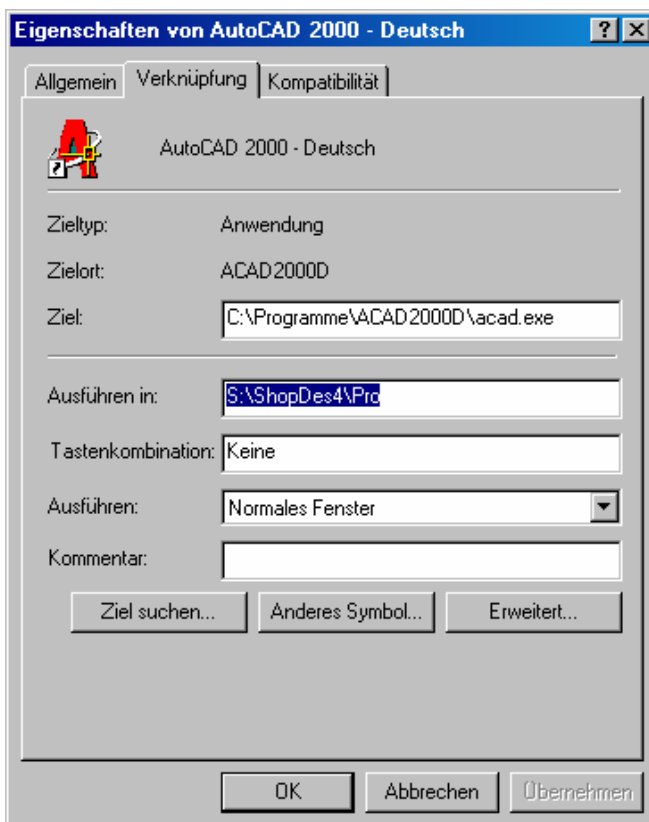 Eigenschaften von AutoCAD 2000 - Deutsch
Allgemein Verknüpfung Kompatibilität
AutoCAD 2000 - Deutsch
Zieltyp: Anwendung
Zielort: ACAD2000D
Ziel: C:\Programme\ACAD2000D\acad.exe
Ausführen in: S:\ShopDes4\Pro
Tastenkombination: Keine
Ausführen: Normales Fenster
Kommentar:
Ziel suchen... Anderes Symbol... Erweitert...
OK Abbrechen Übernehmen